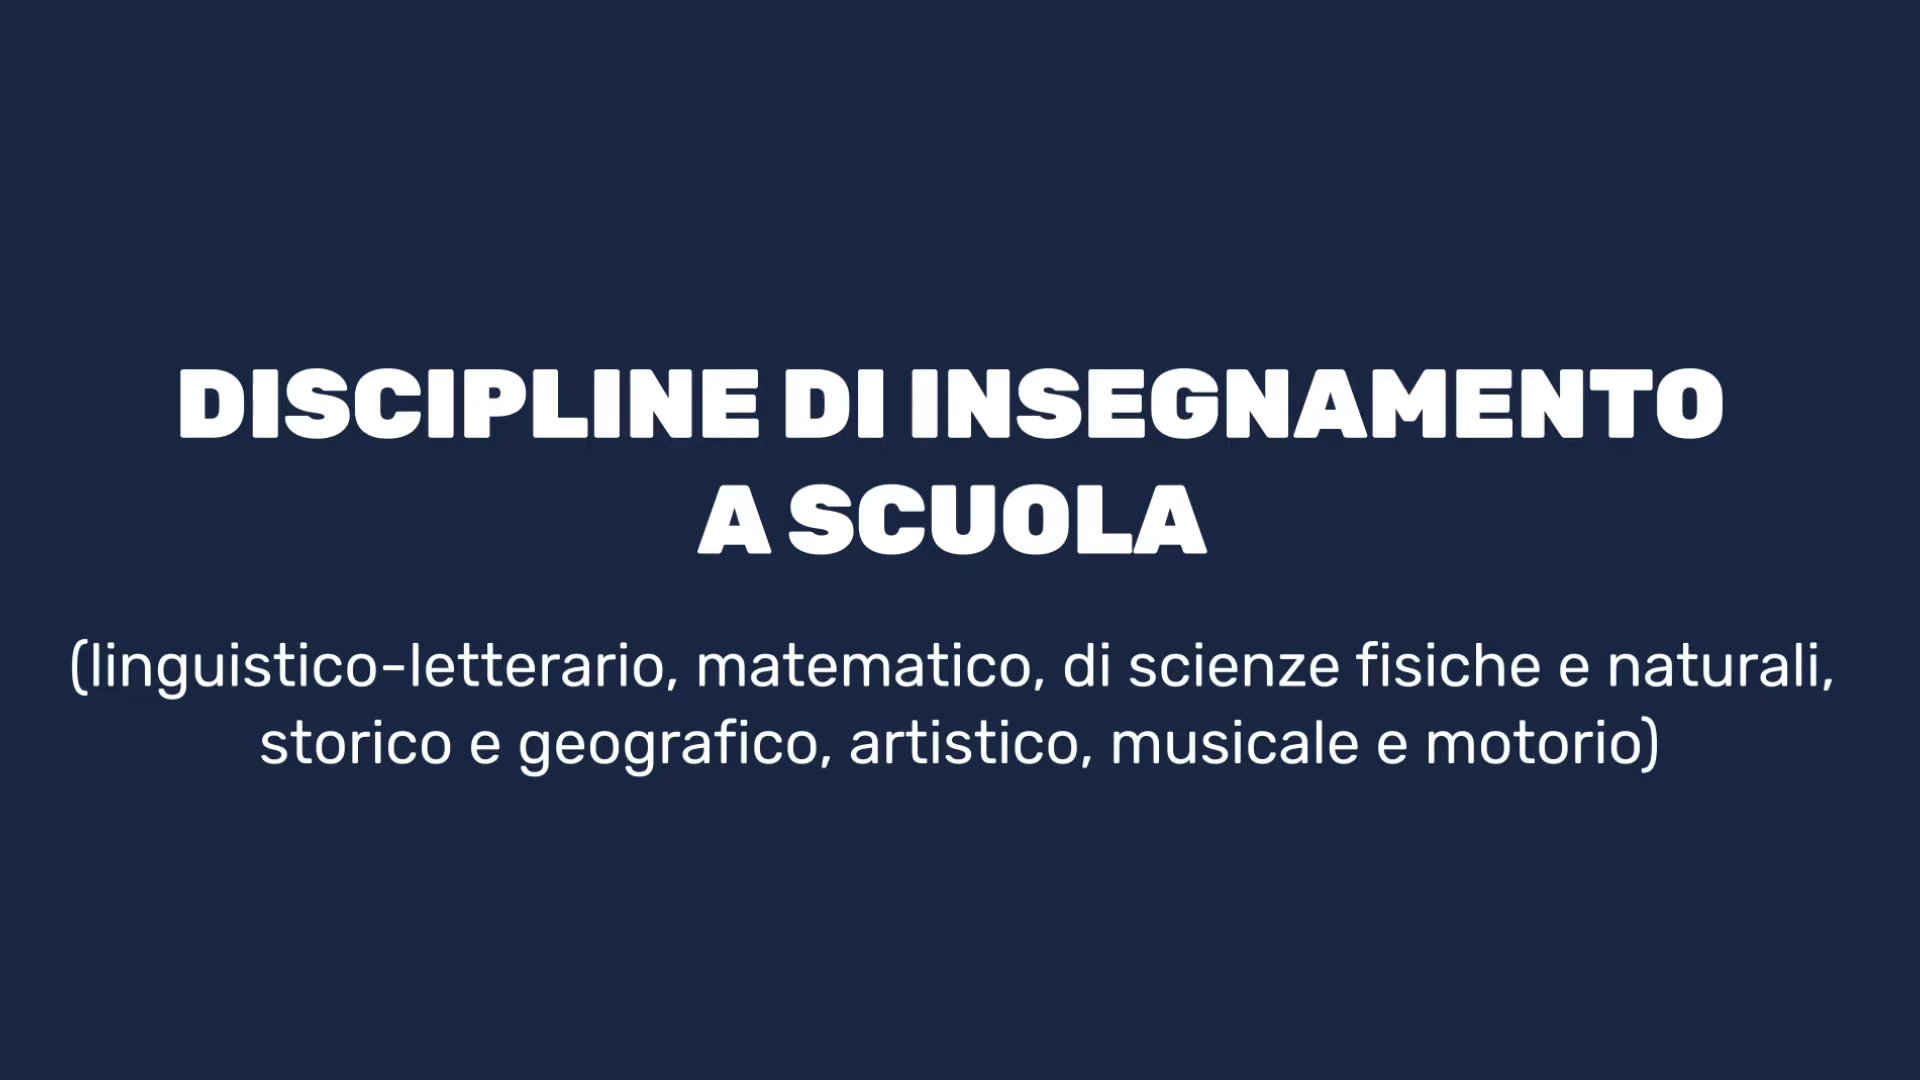 DISCIPLINE DI INSEGNAMENTO
A SCUOLA
(linguistico-letterario, matematico, di scienze fisiche e naturali,
storico e geografico, artistico, musicale e motorio)